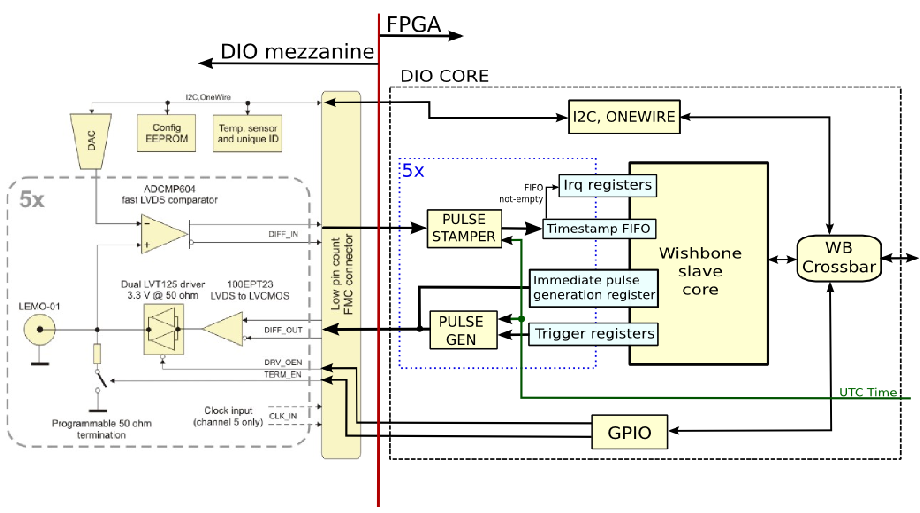 FPGA
DIO mezzanine
DIO CORE
I2C,OneWire
DAC
Config
EEPROM
Temp. sensor
and unique ID
I2C, ONEWIRE
5x
ADCMP604
fast LVDS comparator
DIFF_IN
Low pin count
FMC connector
5x
PULSE
STAMPER
FIFO
not-empty
Irq registers
Timestamp FIFO
Wishbone
slave
core
WB
Crossbar
Immediate pulse
generation register
PULSE
GEN
Trigger registers
Dual LVT125 driver
3.3 V @ 50 ohm
100EPT23
LVDS to LVCMOS
LEMO-01
DIFF_OUT
DRV_OEN
TERM_EN
Programmable 50 ohm
termination
Clock input
(channel 5 only)
CLK_IN
UTC Time
GPIO